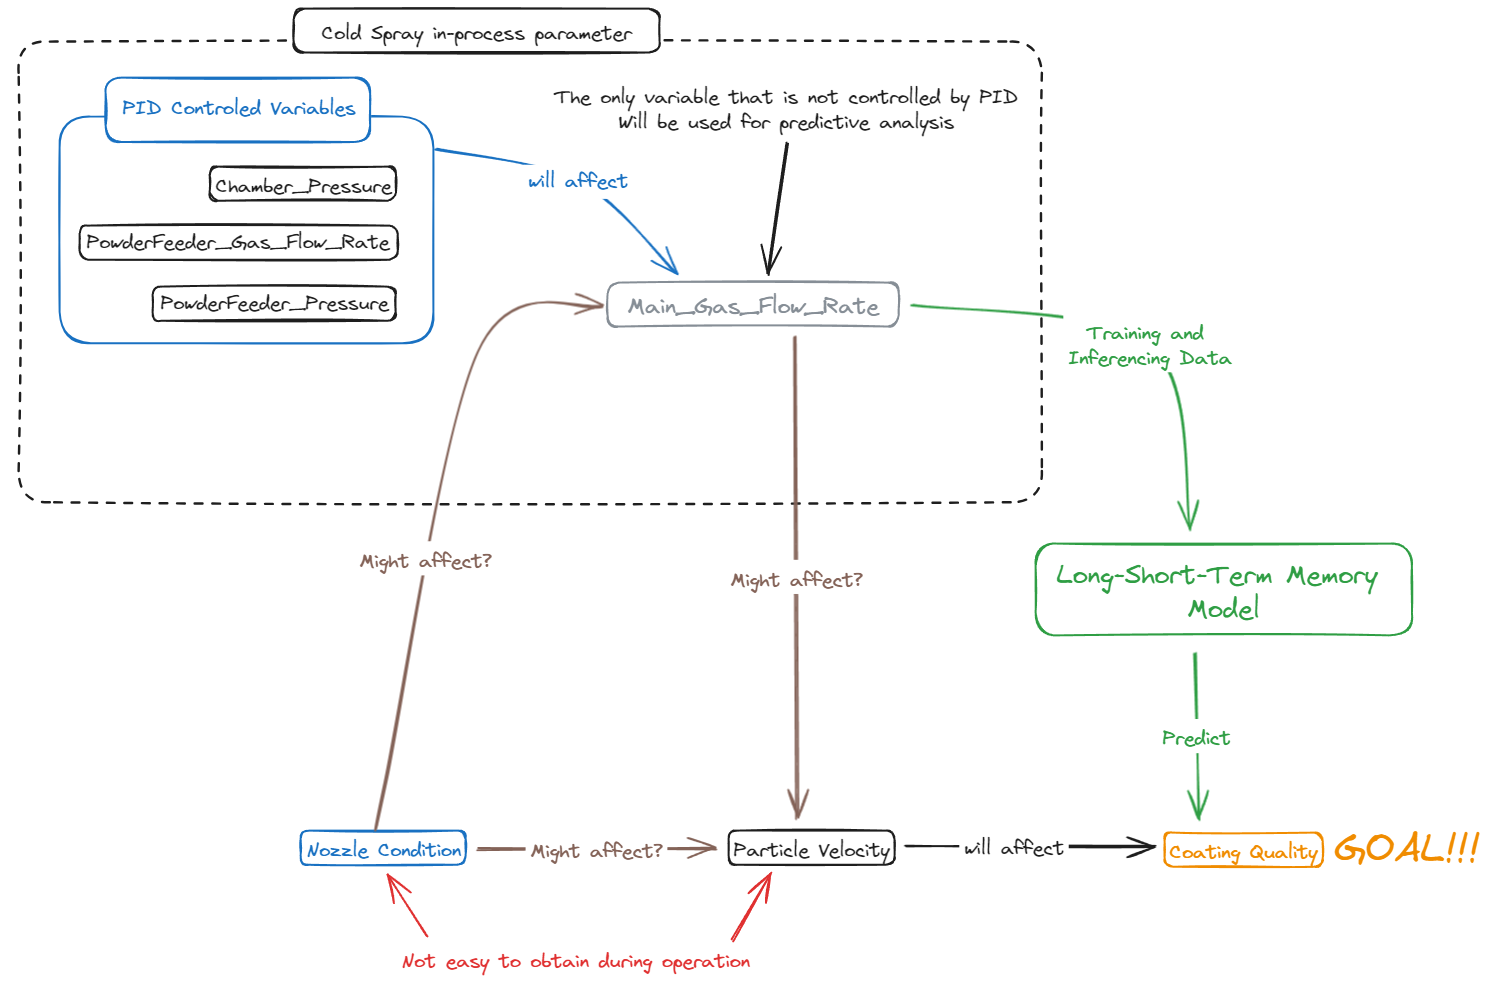 Cold Spray in-process parameter
PID Controled Variables
The only variable that is not controlled by PID
Will be used for predictive analysis
Chamber_Pressure
will affect
PowderFeeder_Gas_Flow_Rate
PowderFeeder_Pressure
Main_Gas_Flow_Rate
Training and
Inferencing Data
Might affect?
Might affect?
Long-Short-Term Memory
Model
Predict
Nozzle Condition
Might affect?
Particle Velocity
will affect
Coating Quality
GOAL!!!
Not easy to obtain during operation